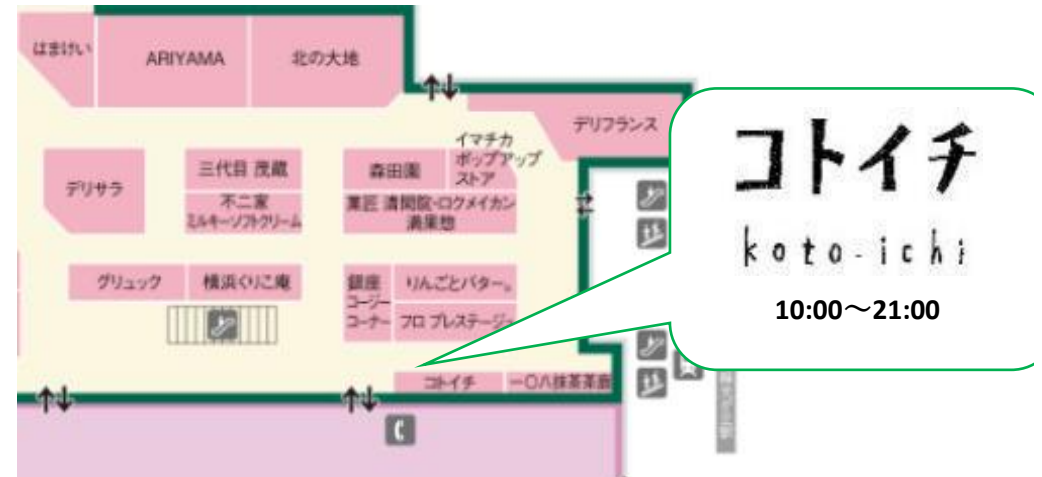 はまけい
ARIYAMA
北の大地
デリフランス
イマチカ
ポップアップ
ストア
デリサラ
三代目 茂蔵
森田園
不二家
ミルキーソフトクリーム
菓匠 清閑院・ロクメイカン
満果惣
グリュック
横浜くりこ庵
銀座
コージー
コーナー
りんごとバター。
フロ プレステージュ
コトイチ
一〇八抹茶茶廊
コトイチ
koto-ichi
10:00～21:00